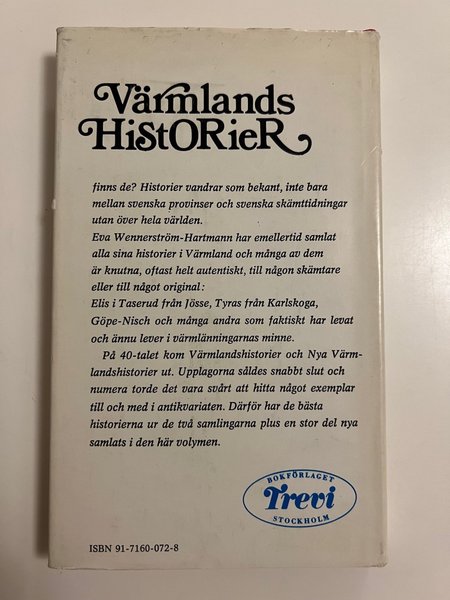 Värmlands
HiStORieR
finns de? Historier vandrar som bekant, inte bara
mellan svenska provinser och svenska skämttidningar
utan över hela världen.
Eva Wennerström-Hartmann har emellertid samlat
alla sina historier i Värmland och många av dem
är knutna, oftast helt autentiskt, till någon skämtare
eller till något original:
Elis i Taserud från Jösse, Tyras från Karlskoga,
Göpe-Nisch och många andra som faktiskt har levat
och ännu lever i värmlänningarnas minne.
På 40-talet kom Värmlandshistorier och Nya Värm-
landshistorier ut. Upplagorna såldes snabbt slut och
numera torde det vara svårt att hitta något exemplar
till och med i antikvariaten. Därför har de bästa
historierna ur de två samlingarna plus en stor del nya
samlats i den här volymen.
BOKFÖRLAGET
Trevi
STOCKHOLM
ISBN 91-7160-072-8